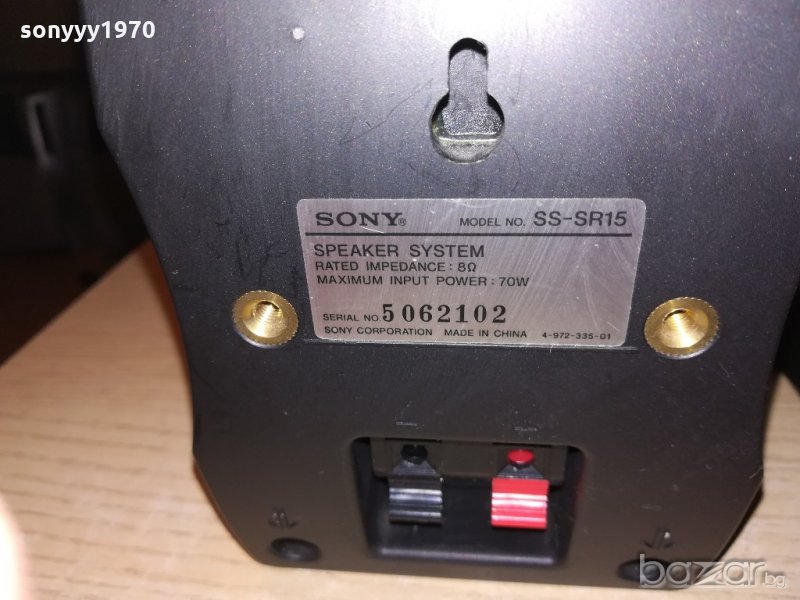 sonyyy1970
SONY® MODEL NO. SS-SR15
SPEAKER SYSTEM
RATED IMPEDANCE : 8Ω
MAXIMUM INPUT POWER : 70W
SERIAL NO. 5062102
SONY CORPORATION MADE IN CHINA 4-972-335-01
bazar.bg